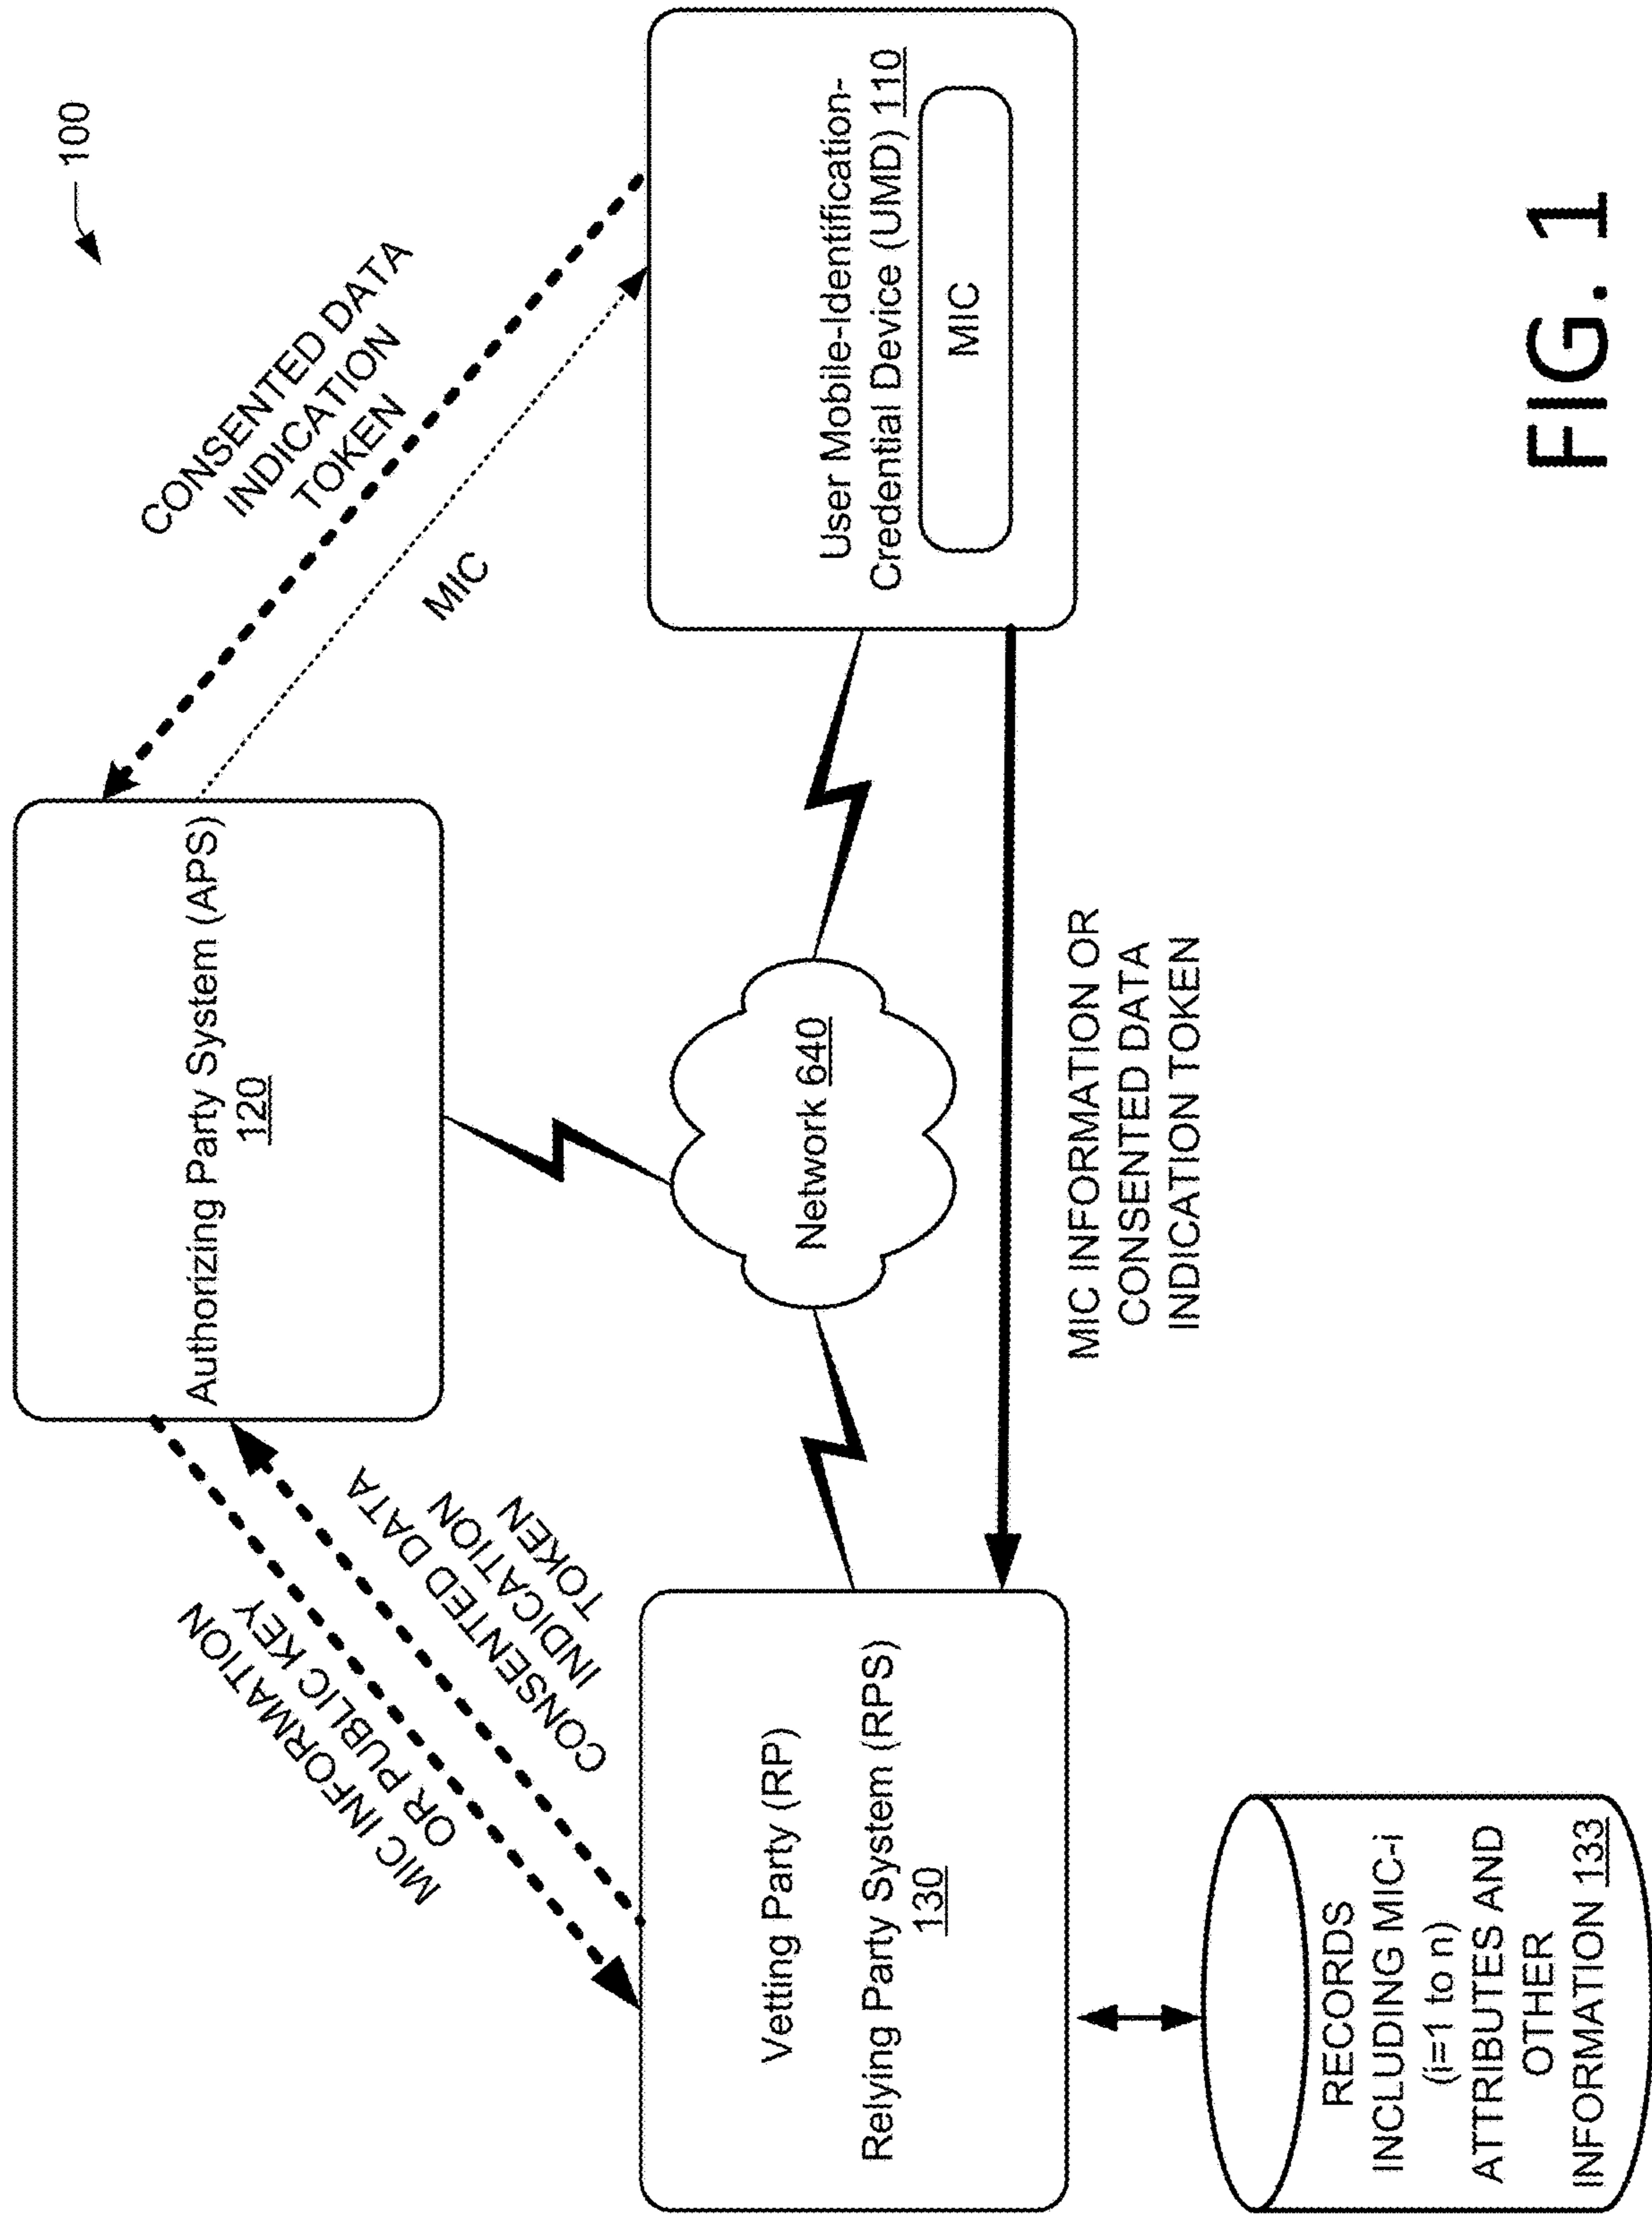 100
Authorizing Party System (APS)
120
MIC INFORMATION
OR PUBLIC KEY
CONSENTED DATA
INDICATION
TOKEN
CONSENTED DATA
INDICATION
TOKEN
MIC
Network 640
Vetting Party (RP)
Relying Party System (RPS)
130
User Mobile-Identification-
Credential Device (UMD) 110
MIC
MIC INFORMATION OR
CONSENTED DATA
INDICATION TOKEN
RECORDS
INCLUDING MIC-i
(i=1 to n)
ATTRIBUTES AND
OTHER
INFORMATION 133
FIG. 1